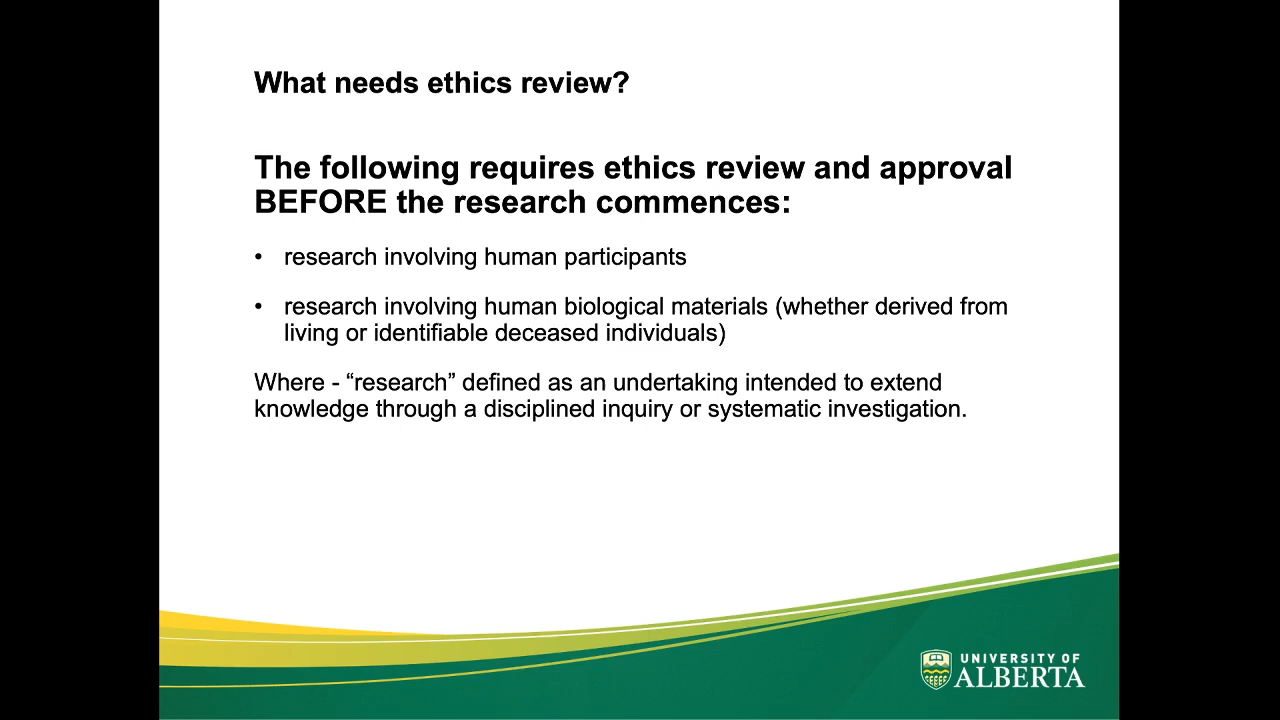 What needs ethics review?
The following requires ethics review and approval
BEFORE the research commences:
• research involving human participants
• research involving human biological materials (whether derived from
living or identifiable deceased individuals)
Where - “research” defined as an undertaking intended to extend
knowledge through a disciplined inquiry or systematic investigation.
UNIVERSITY OF
ALBERTA